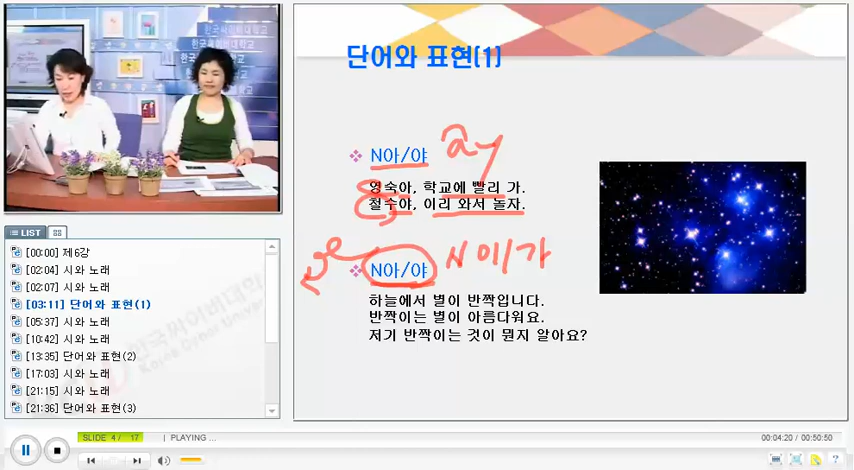 단어와 표현(1)
N아/야
영숙아, 학교에 빨리 가.
철수야, 이리 와서 놀자.
N이/가
N아/야
하늘에서 별이 반짝입니다.
반짝이는 별이 아름다워요.
저기 반짝이는 것이 뭔지 알아요?
LIST
[00:00] 제6강
[02:04] 시와 노래
[02:07] 시와 노래
[03:11] 단어와 표현(1)
[05:37] 시와 노래
[10:42] 시와 노래
[13:35] 단어와 표현(2)
[17:03] 시와 노래
[21:15] 시와 노래
[21:36] 단어와 표현(3)
SLIDE 4 / 17 PLAYING ...
00:04:20 / 00:50:50